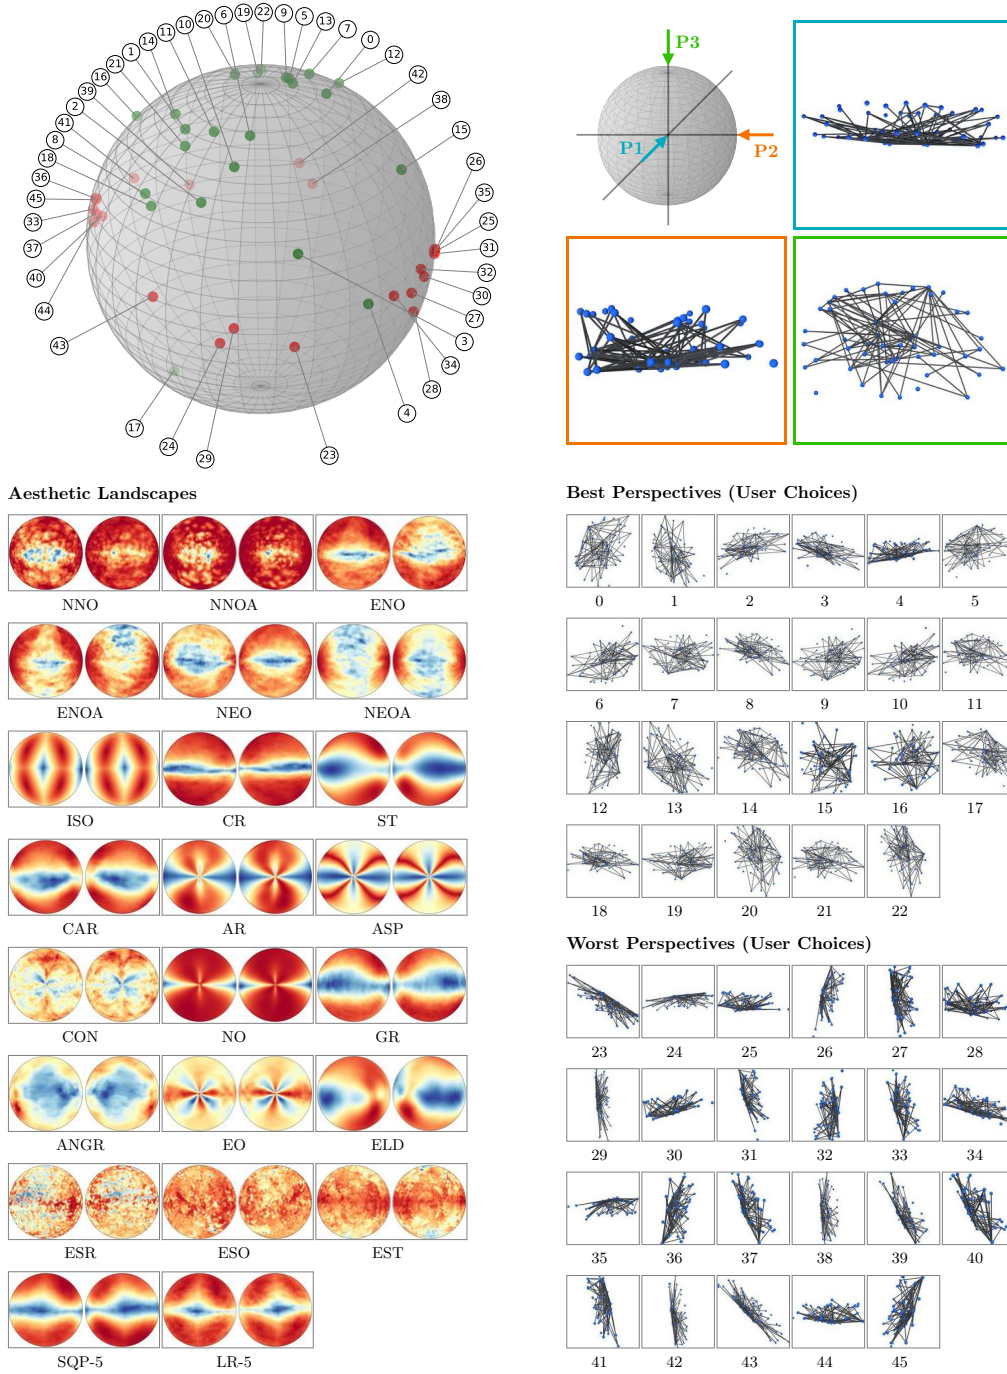 22
19
9
5
6
13
20
7
10
0
11
14
12
1
42
21
16
38
39
2
15
41
8
26
18
36
35
45
25
33
31
37
32
40
30
44
27
43
3
34
28
4
17
24
29
23
P3
P1
P2
Aesthetic Landscapes
NNO NNOA ENO
ENOA NEO NEOA
ISO CR ST
CAR AR ASP
CON NO GR
ANGR EO ELD
ESR ESO EST
SQP-5 LR-5
Best Perspectives (User Choices)
0 1 2 3 4 5
6 7 8 9 10 11
12 13 14 15 16 17
18 19 20 21 22
Worst Perspectives (User Choices)
23 24 25 26 27 28
29 30 31 32 33 34
35 36 37 38 39 40
41 42 43 44 45